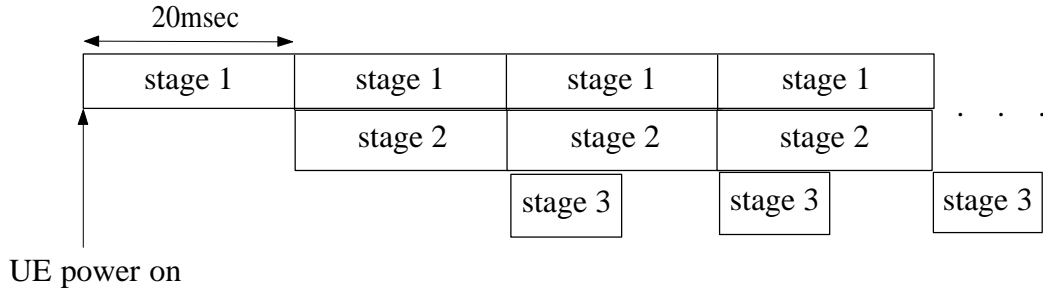 20msec
stage 1 stage 1 stage 1 stage 1
stage 2 stage 2 stage 2 . . .
stage 3 stage 3 stage 3
UE power on